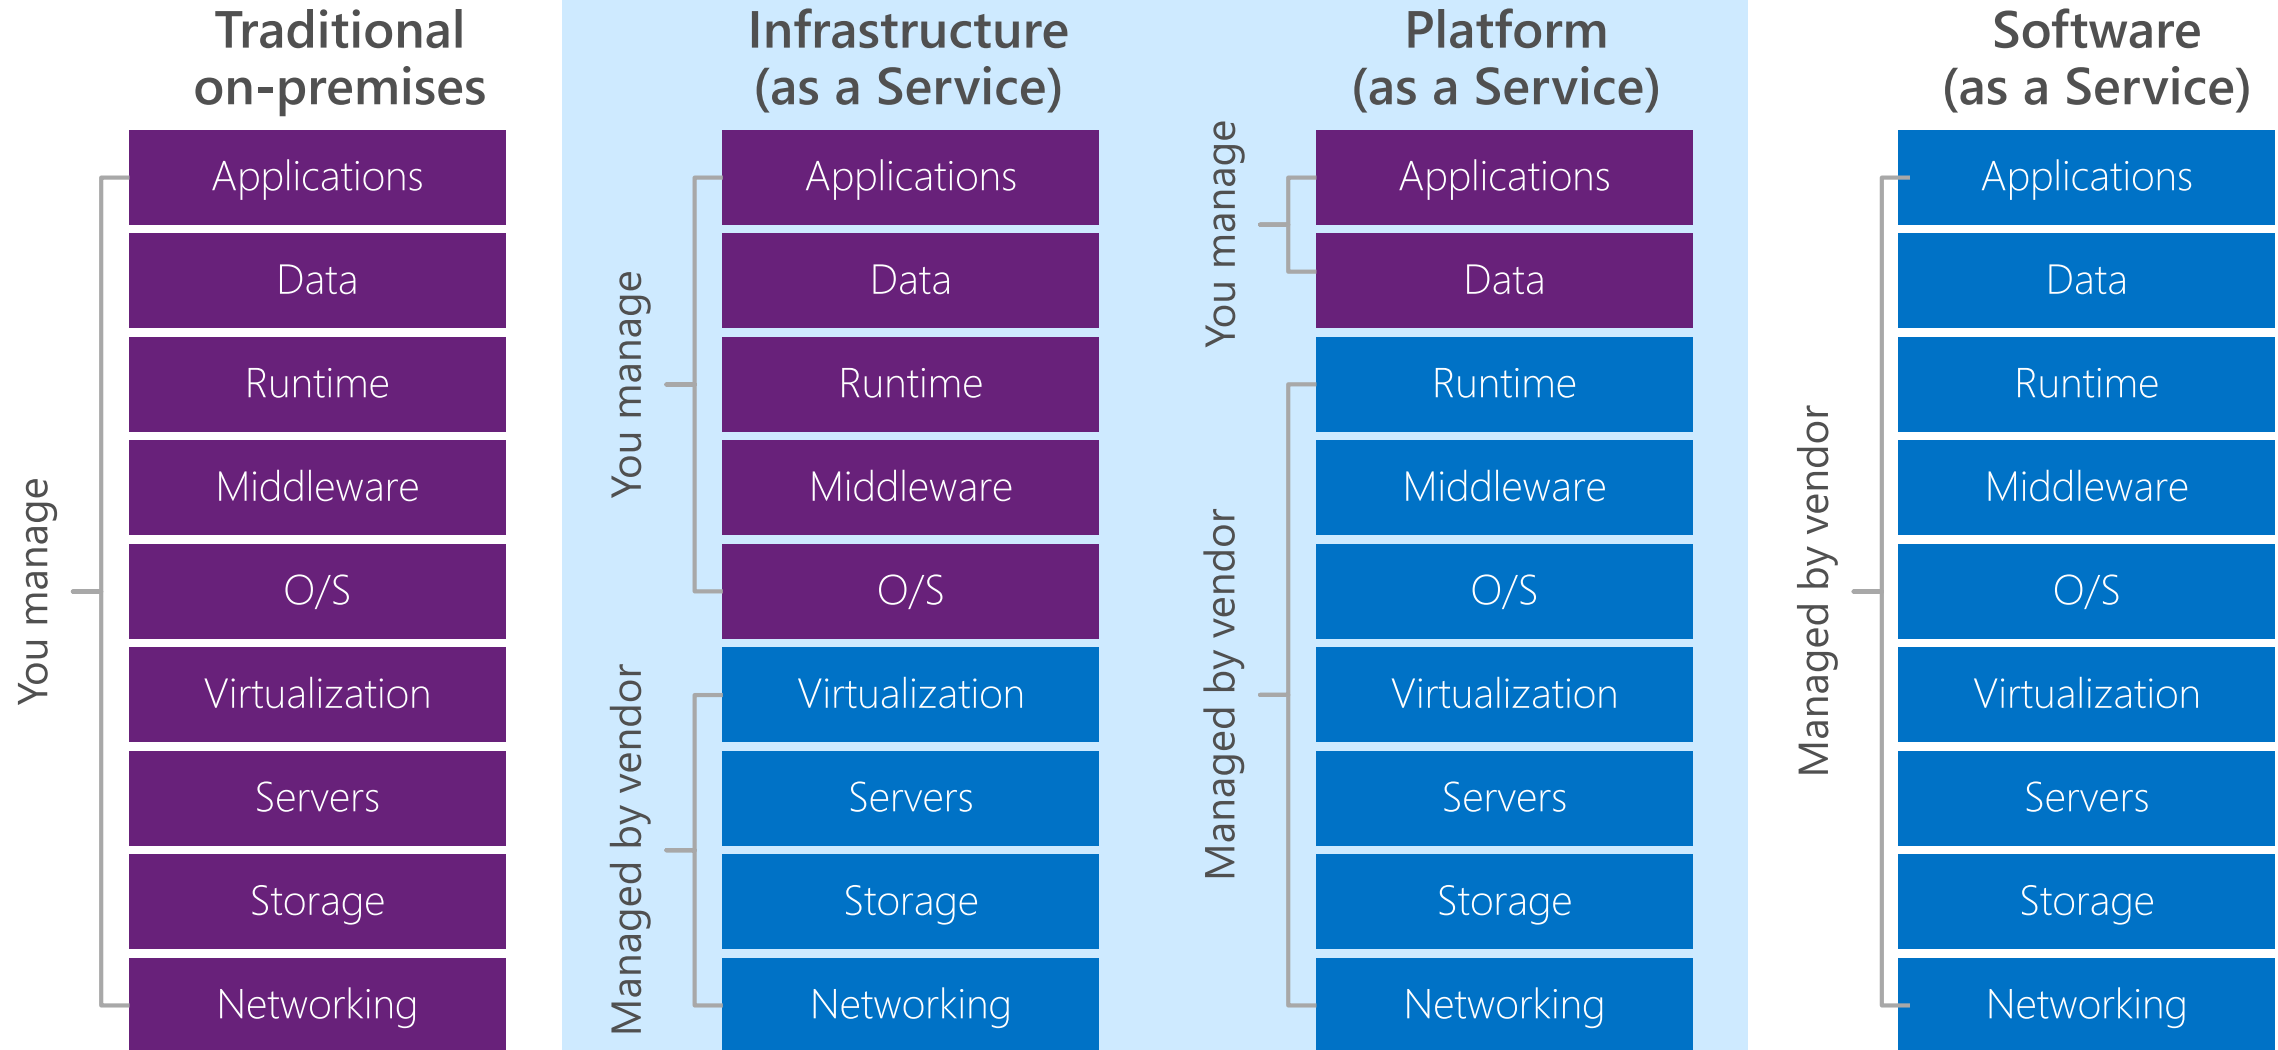 Traditional
on-premises
You manage
Applications
Data
Runtime
Middleware
O/S
Virtualization
Servers
Storage
Networking
Infrastructure
(as a Service)
You manage
Applications
Data
Runtime
Middleware
O/S
Managed by vendor
Virtualization
Servers
Storage
Networking
Platform
(as a Service)
You manage
Applications
Data
Managed by vendor
Runtime
Middleware
O/S
Virtualization
Servers
Storage
Networking
Software
(as a Service)
Managed by vendor
Applications
Data
Runtime
Middleware
O/S
Virtualization
Servers
Storage
Networking